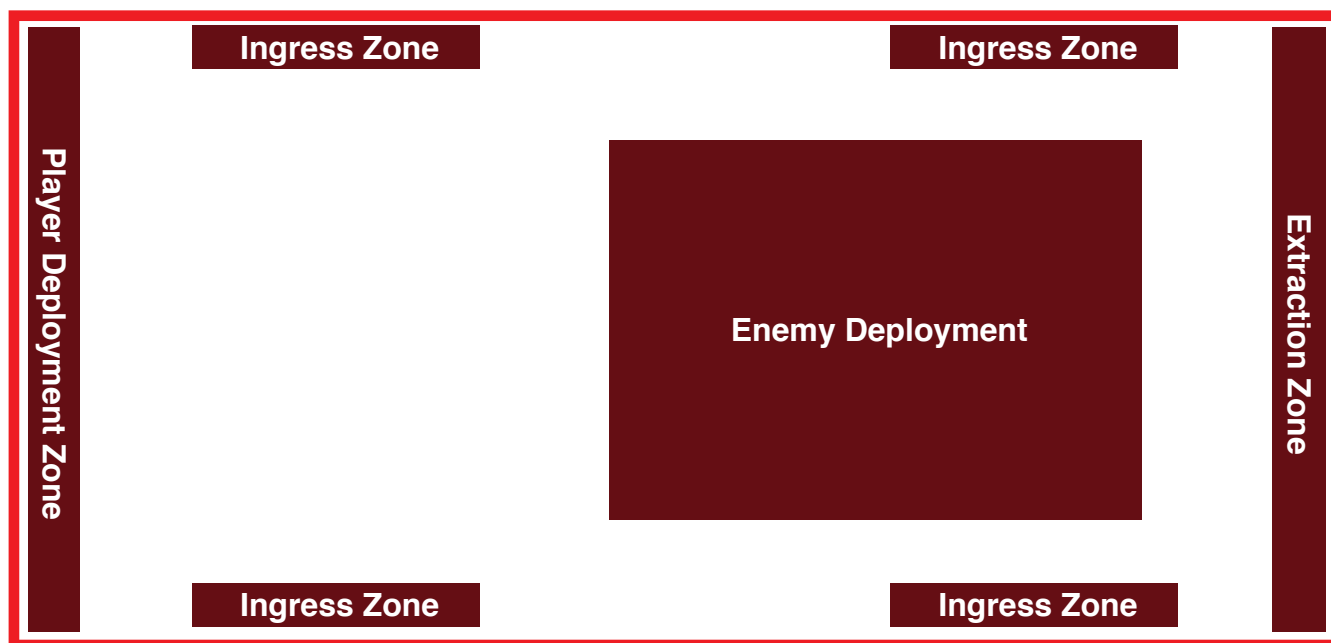 Ingress Zone
Ingress Zone
Player Deployment Zone
Enemy Deployment
Extraction Zone
Ingress Zone
Ingress Zone